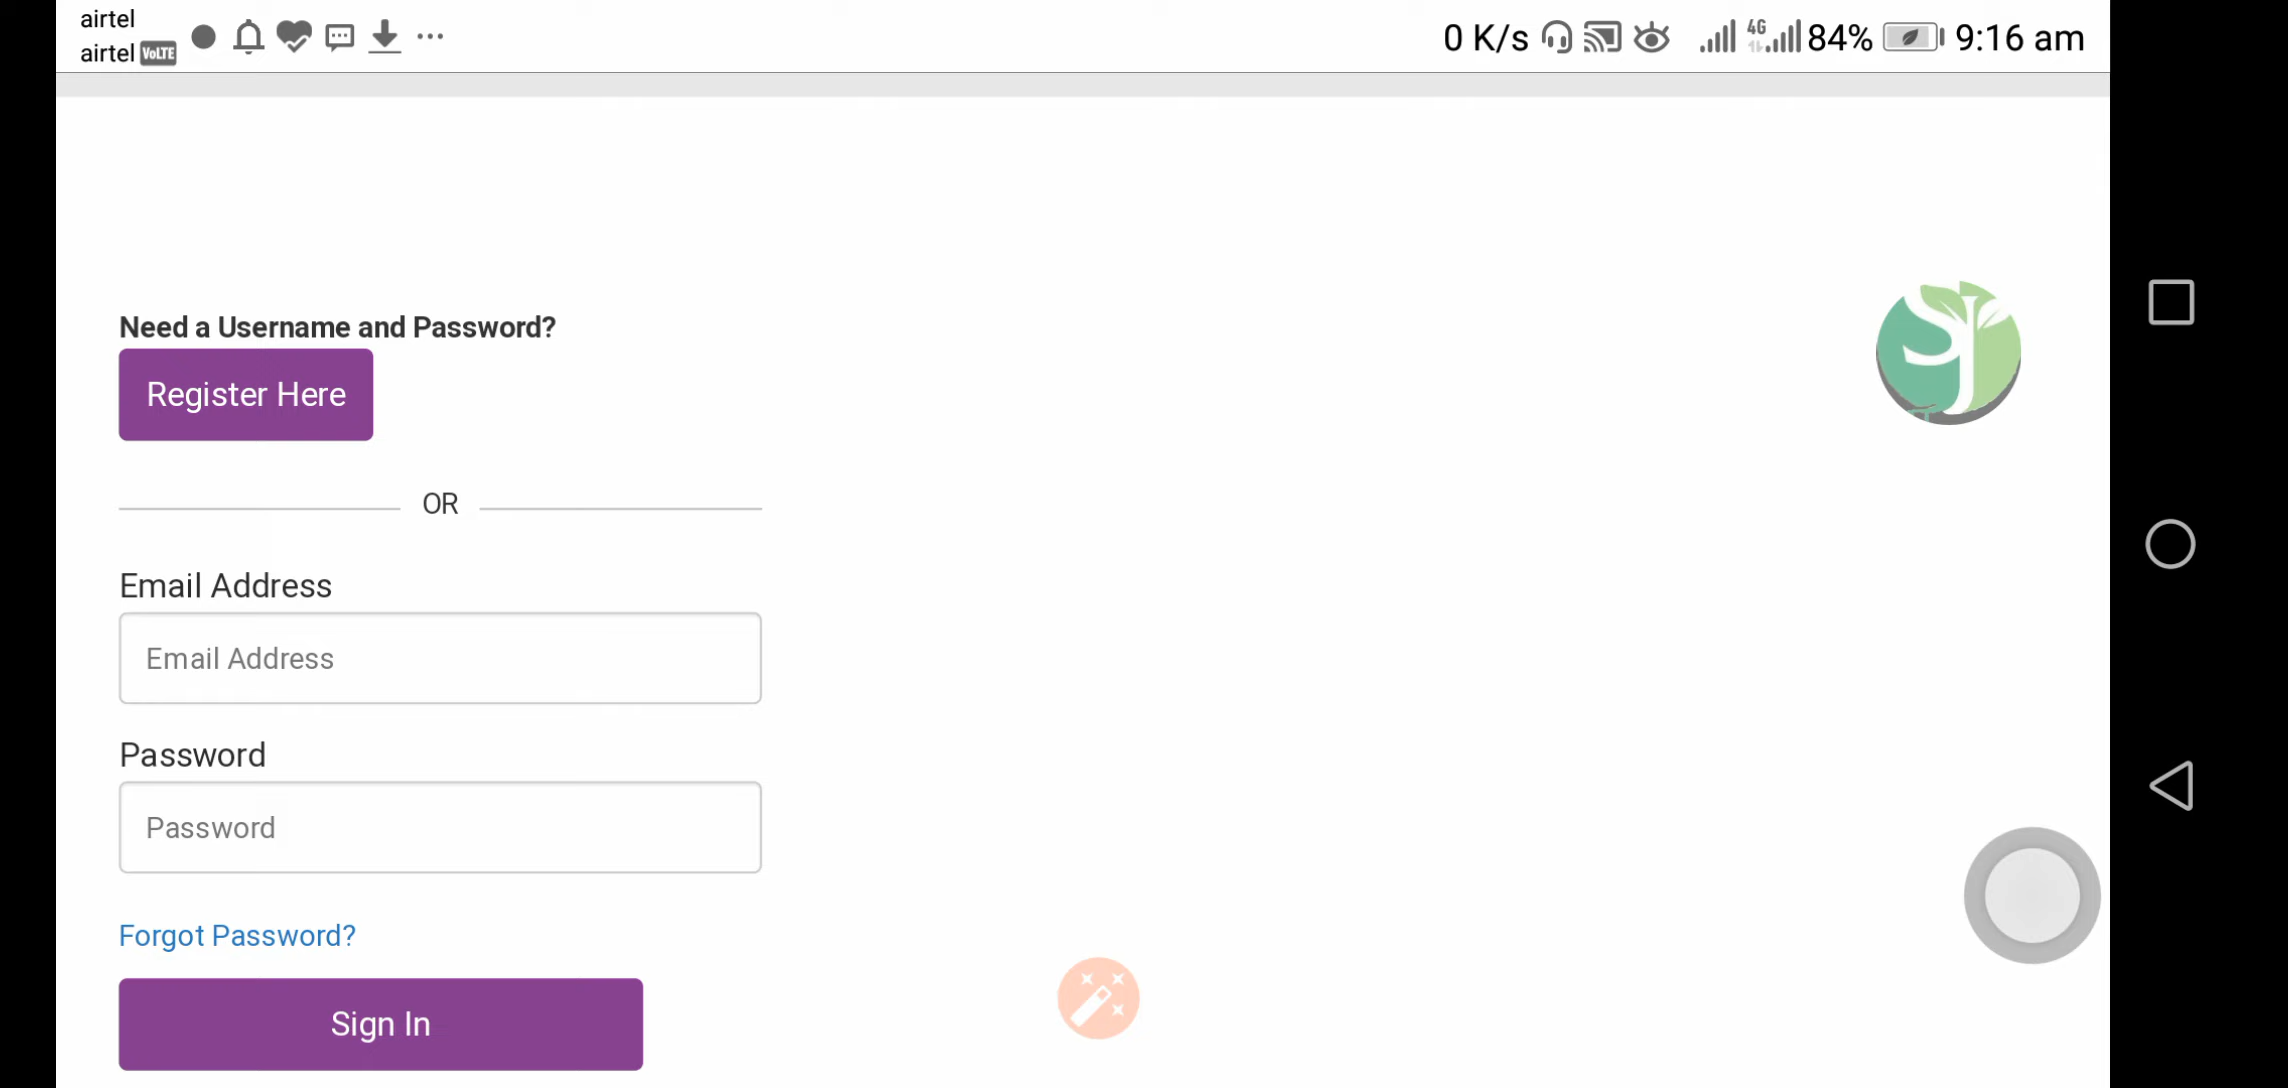 airtel
airtel VoLTE
0 K/s 4G 84% 9:16 am
Need a Username and Password?
Register Here
OR
Email Address
Email Address
Password
Password
Forgot Password?
Sign In